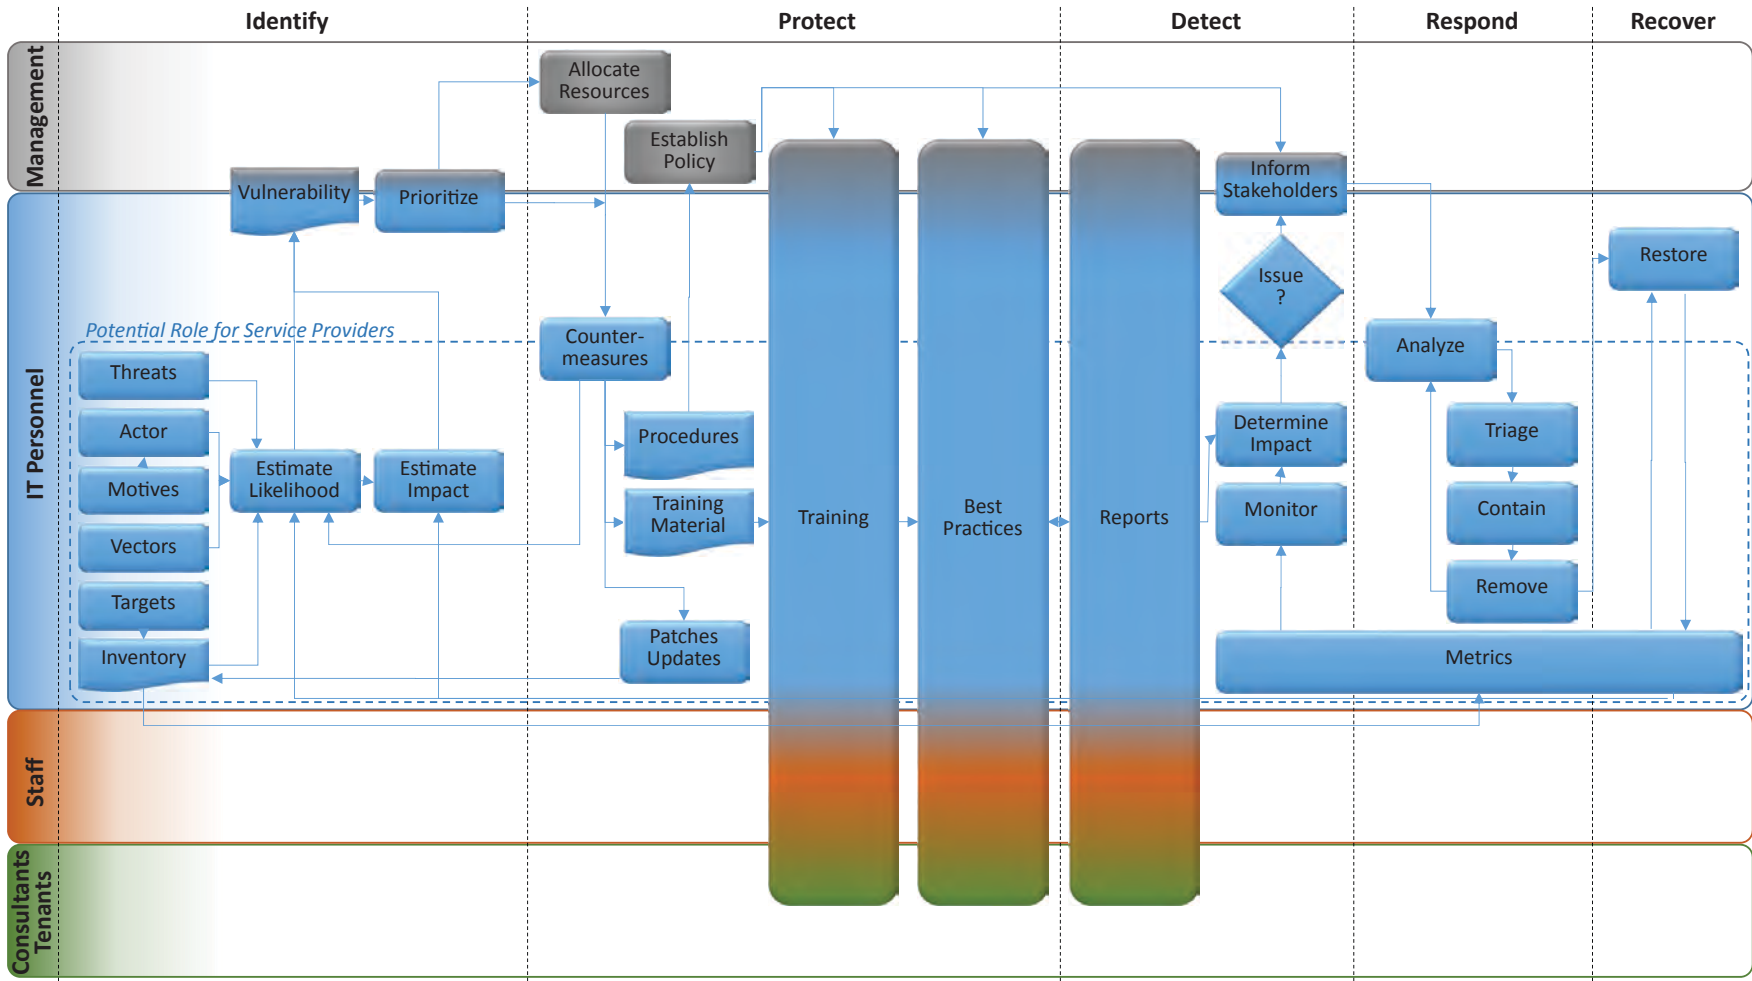 Identify
Protect
Detect
Respond
Recover
Management
Allocate
Resources
Establish
Policy
Vulnerability
Prioritize
Inform
Stakeholders
IT Personnel
Potential Role for Service Providers
Threats
Actor
Motives
Vectors
Targets
Inventory
Estimate
Likelihood
Estimate
Impact
Counter-
measures
Procedures
Training
Material
Patches
Updates
Training
Best
Practices
Reports
Issue
?
Determine
Impact
Monitor
Analyze
Triage
Contain
Remove
Restore
Metrics
Staff
Consultants
Tenants